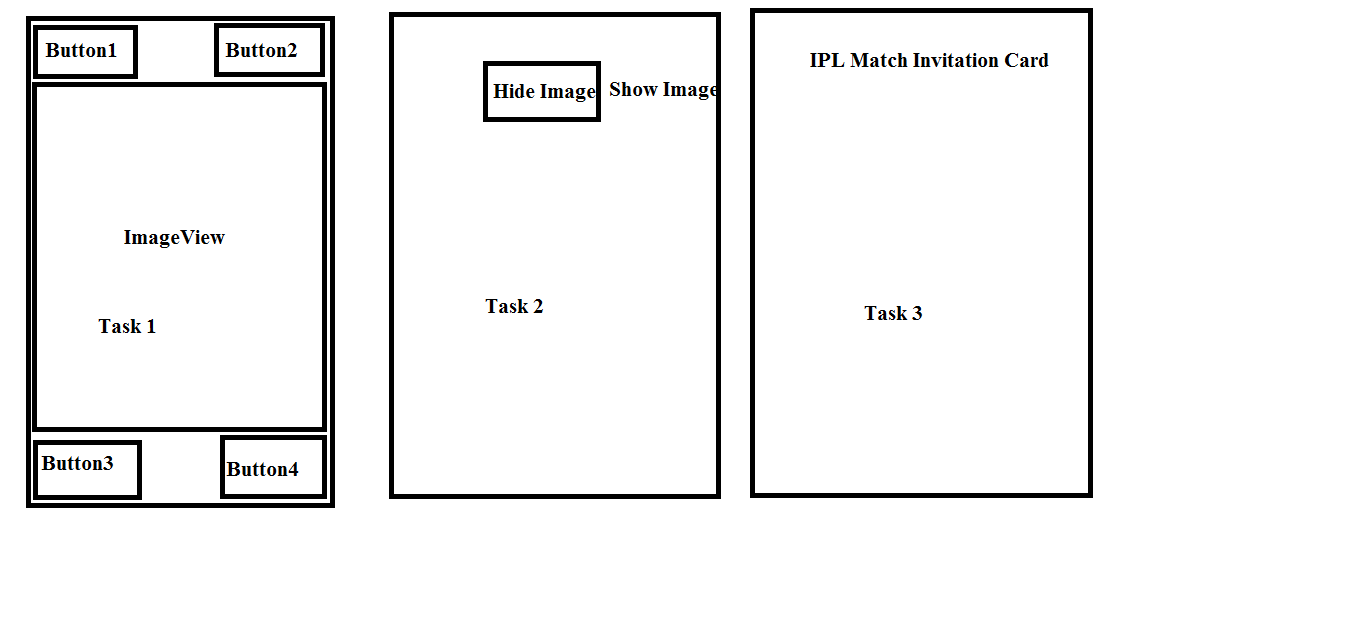 Button1
Button2
ImageView
Task 1
Button3
Button4
Hide Image
Show Image
Task 2
IPL Match Invitation Card
Task 3